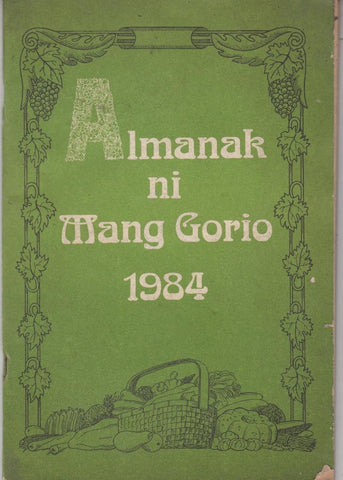 Almanak
ni
Mang Gorio
1984